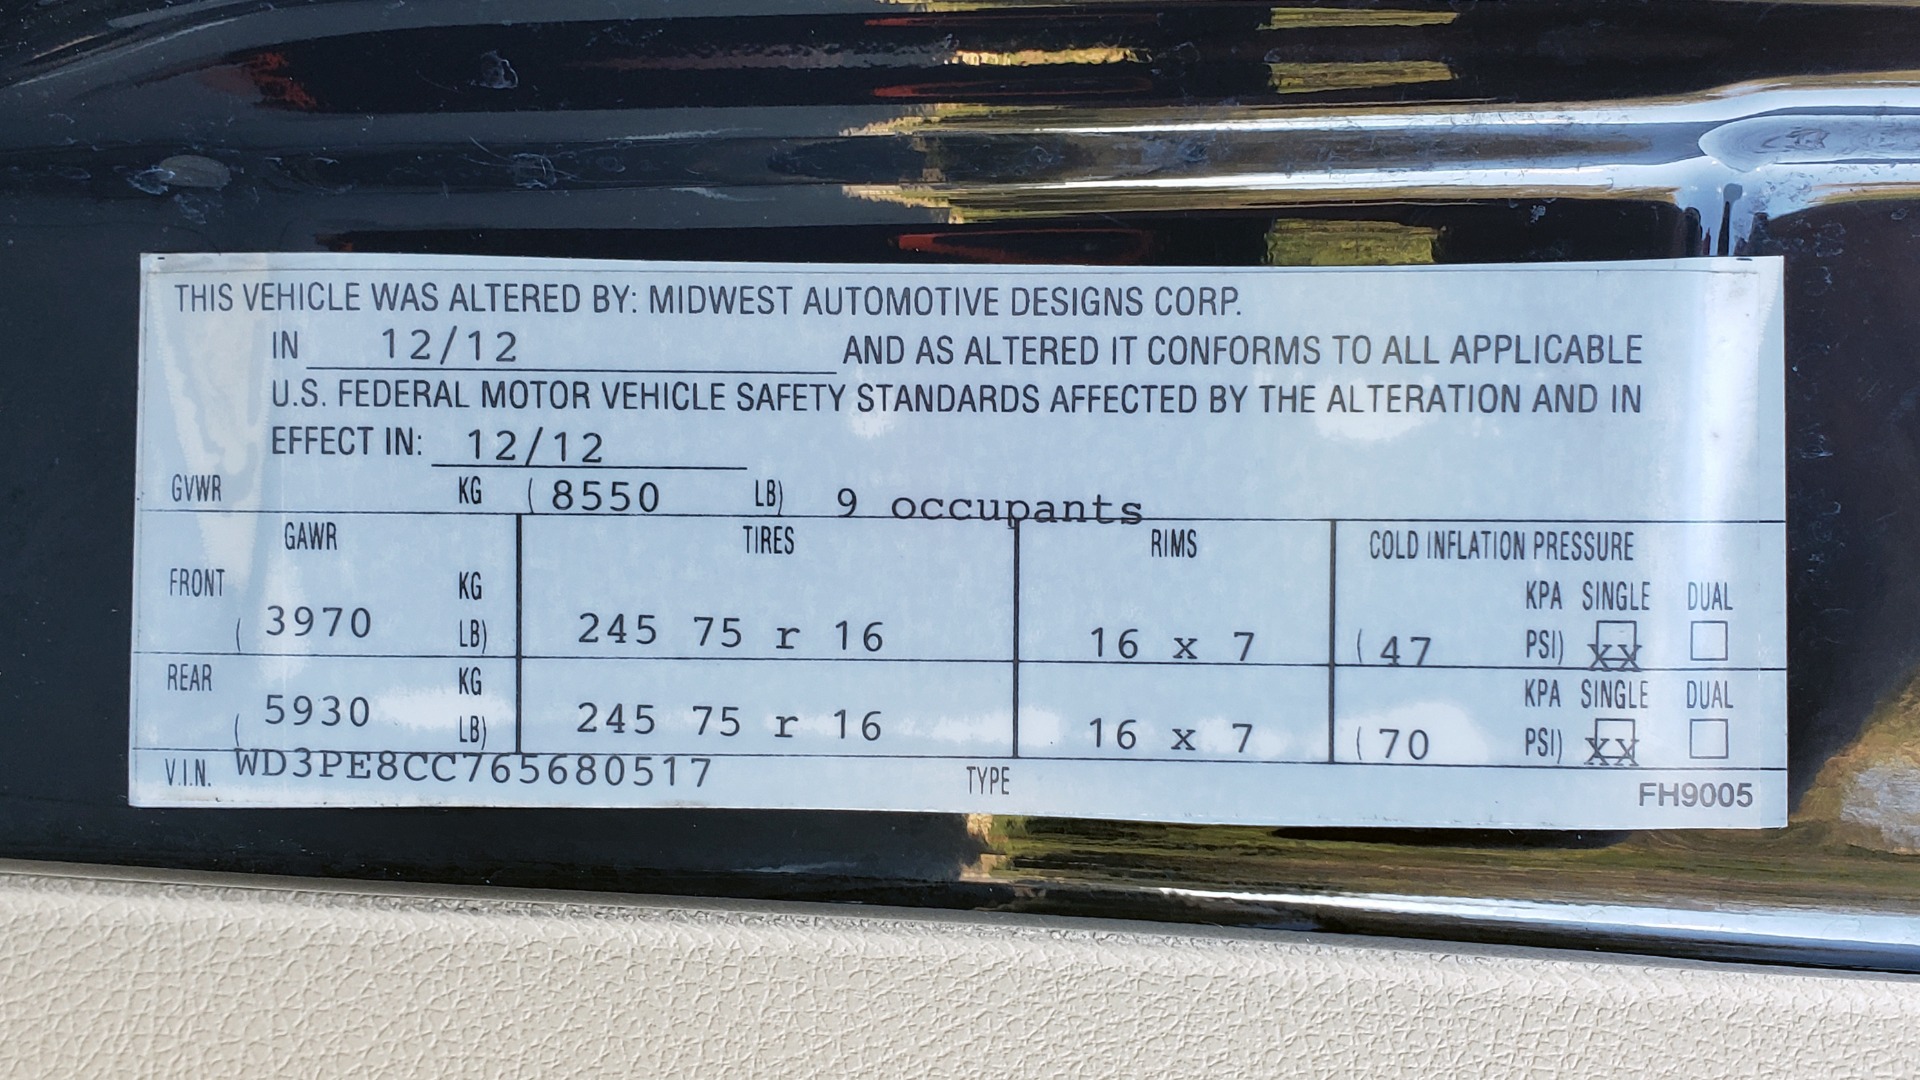 THIS VEHICLE WAS ALTERED BY: MIDWEST AUTOMOTIVE DESIGNS CORP.
IN 12/12 AND AS ALTERED IT CONFORMS TO ALL APPLICABLE
U.S. FEDERAL MOTOR VEHICLE SAFETY STANDARDS AFFECTED BY THE ALTERATION AND IN
EFFECT IN: 12/12
GVWR KG (8550 LB) 9 occupants
GAWR TIRES RIMS COLD INFLATION PRESSURE
FRONT KG KPA SINGLE DUAL
(3970 LB) 245 75 r 16 16 x 7 (47 PSI) xx
REAR KG KPA SINGLE DUAL
(5930 LB) 245 75 r 16 16 x 7 (70 PSI) xx
V.I.N. WD3PE8CC765680517 TYPE FH9005